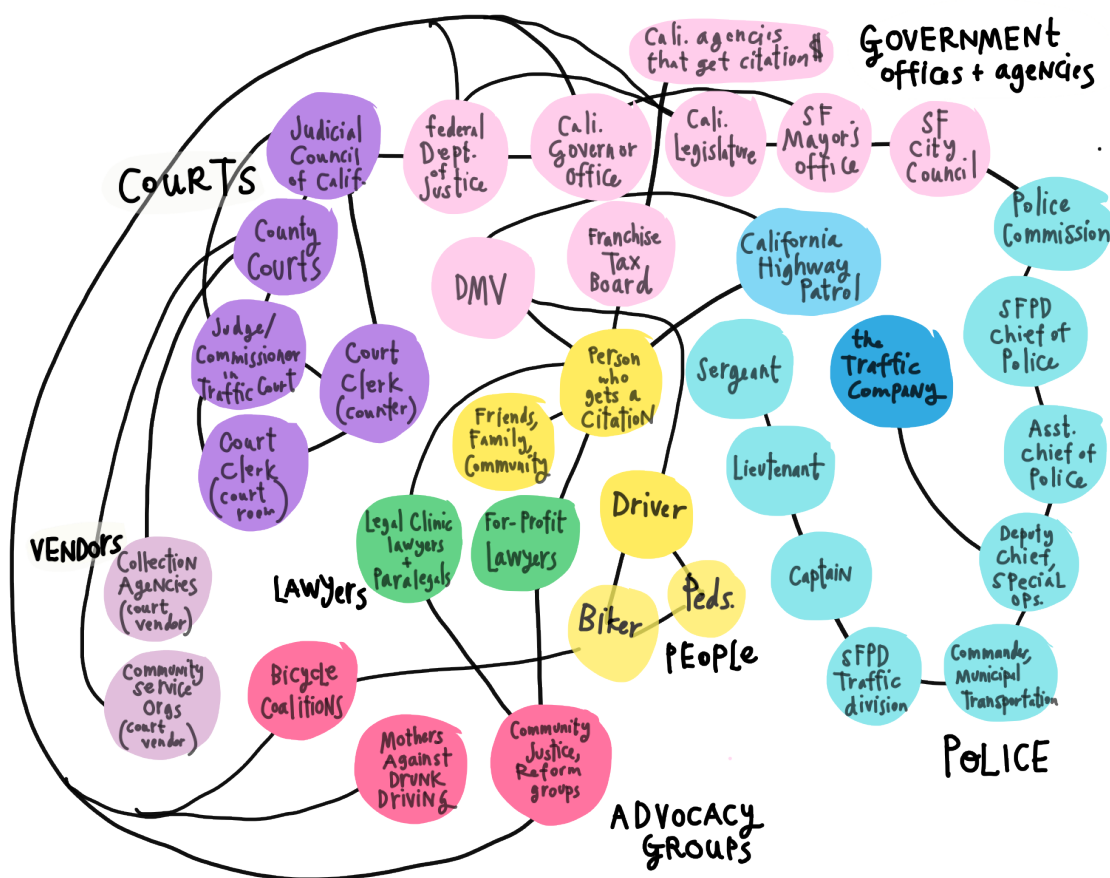 Cali. agencies
that get citation $
GOVERNMENT
offices + agencies
COURTS
Judicial
Council
of Calif.
federal
Dept.
of
Justice
Cali.
Governor
office
Cali.
Legislature
SF
Mayor's
Office
SF
City
Council
Police
Commission
County
Courts
DMV
Franchise
Tax
Board
California
Highway
Patrol
SFPD
Chief of
Police
Judge/
Commissioner
in
Traffic Court
Court
Clerk
(counter)
Person
who
gets a
Citation
Sergeant
the
Traffic
Company
Friends,
Family,
Community
Court
Clerk
(court
room)
Lieutenant
Asst.
chief of
Police
VENDORS
Collection
Agencies
(court
vendor)
LAWYERS
Legal Clinic
lawyers
+
Paralegals
For-Profit
Lawyers
Driver
Captain
Deputy
Chief,
SPECIAL
OPS.
Biker
Peds.
PEOPLE
Community
Service
Orgs
(court
vendor)
Bicycle
Coalitions
SFPD
Traffic
division
Commander,
Municipal
Transportation
POLICE
Mothers
Against
DRUNK
DRIVING
Community
Justice,
Reform
groups
ADVOCACY
GROUPS